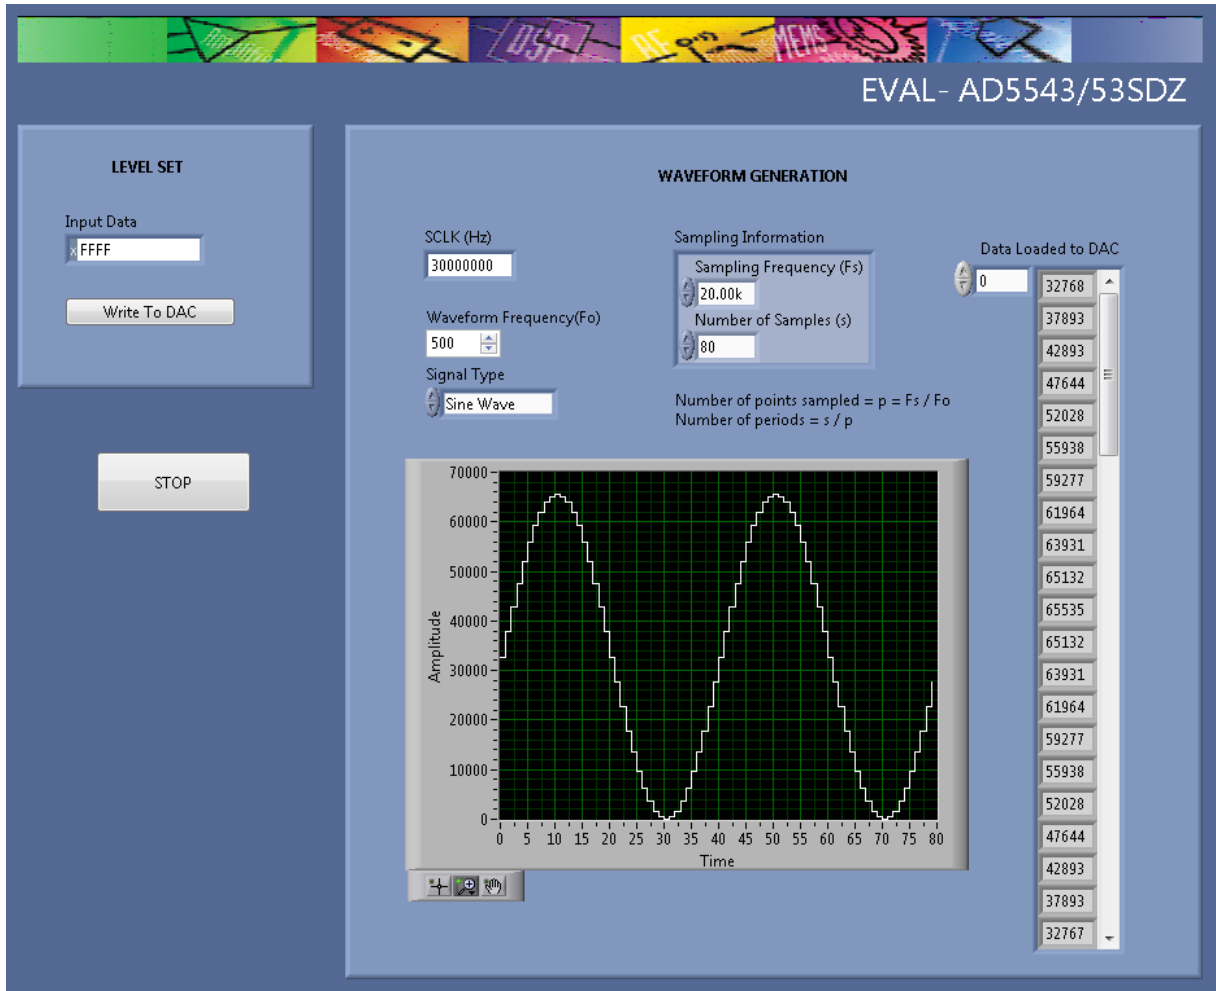 DSP
RF
MEMS
EVAL- AD5543/53SDZ
LEVEL SET
Input Data
x FFFF
Write To DAC
STOP
WAVEFORM GENERATION
SCLK (Hz)
30000000
Waveform Frequency(Fo)
500
Signal Type
Sine Wave
Sampling Information
Sampling Frequency (Fs)
20.00k
Number of Samples (s)
80
Number of points sampled = p = Fs / Fo
Number of periods = s / p
Data Loaded to DAC
0
32768
37893
42893
47644
52028
55938
59277
61964
63931
65132
65535
65132
63931
61964
59277
55938
52028
47644
42893
37893
32767
Amplitude
70000
60000
50000
40000
30000
20000
10000
0
0 5 10 15 20 25 30 35 40 45 50 55 60 65 70 75 80
Time